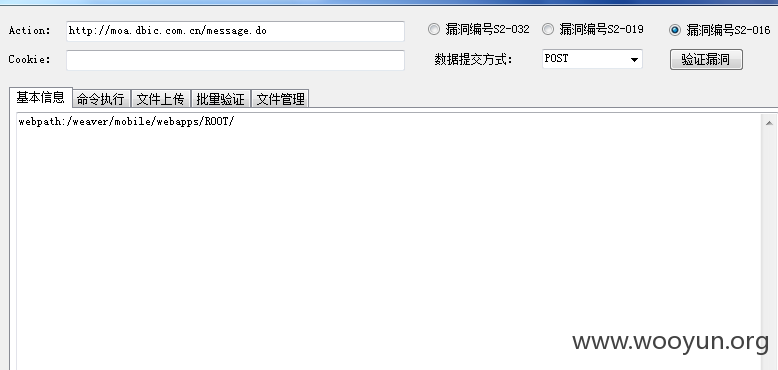 Action: http://moa.dbic.com.cn/message.do 漏洞编号S2-032 漏洞编号S2-019 漏洞编号S2-016
Cookie: 数据提交方式: POST 验证漏洞
基本信息 命令执行 文件上传 批量验证 文件管理
webpath:/weaver/mobile/webapps/ROOT/
www.wooyun.org